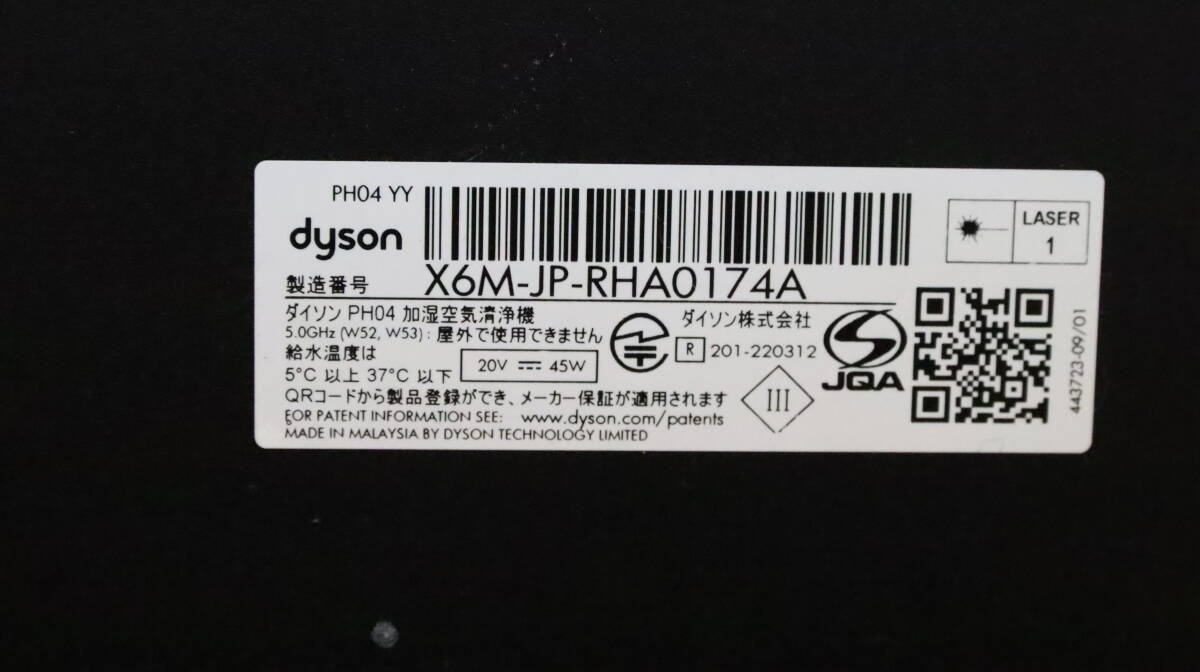 PH04 YY
dyson
製造番号 X6M-JP-RHA0174A
LASER
1
ダイソン PH04 加湿空気清浄機
5.0GHz (W52, W53) : 屋外で使用できません
給水温度は
5°C 以上 37°C 以下
20V ⎓ 45W
ダイソン株式会社
R 201-220312
JQA
III
QRコードから製品登録ができ、メーカー保証が適用されます
FOR PATENT INFORMATION SEE: www.dyson.com/patents
MADE IN MALAYSIA BY DYSON TECHNOLOGY LIMITED
443723-09/01